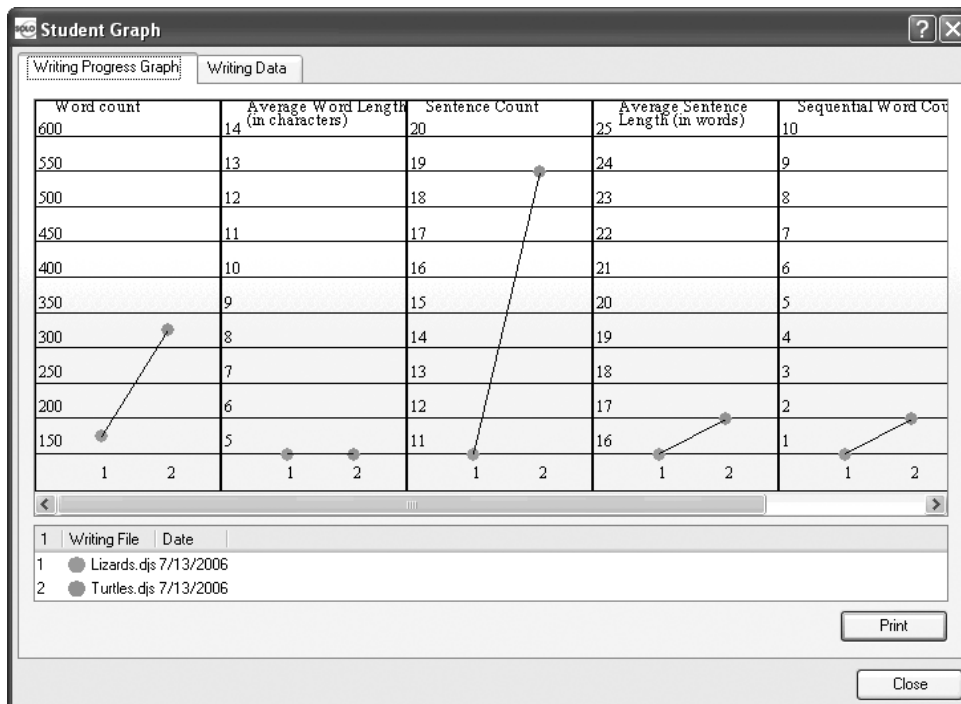 SOLO Student Graph
Writing Progress Graph Writing Data
Word count Average Word Length Sentence Count Average Sentence Sequential Word Cou
(in characters) Length (in words)
600 14 20 25 10
550 13 19 24 9
500 12 18 23 8
450 11 17 22 7
400 10 16 21 6
350 9 15 20 5
300 8 14 19 4
250 7 13 18 3
200 6 12 17 2
150 5 11 16 1
1 2 1 2 1 2 1 2 1 2
1 Writing File Date
1 Lizards.djs 7/13/2006
2 Turtles.djs 7/13/2006
Print
Close